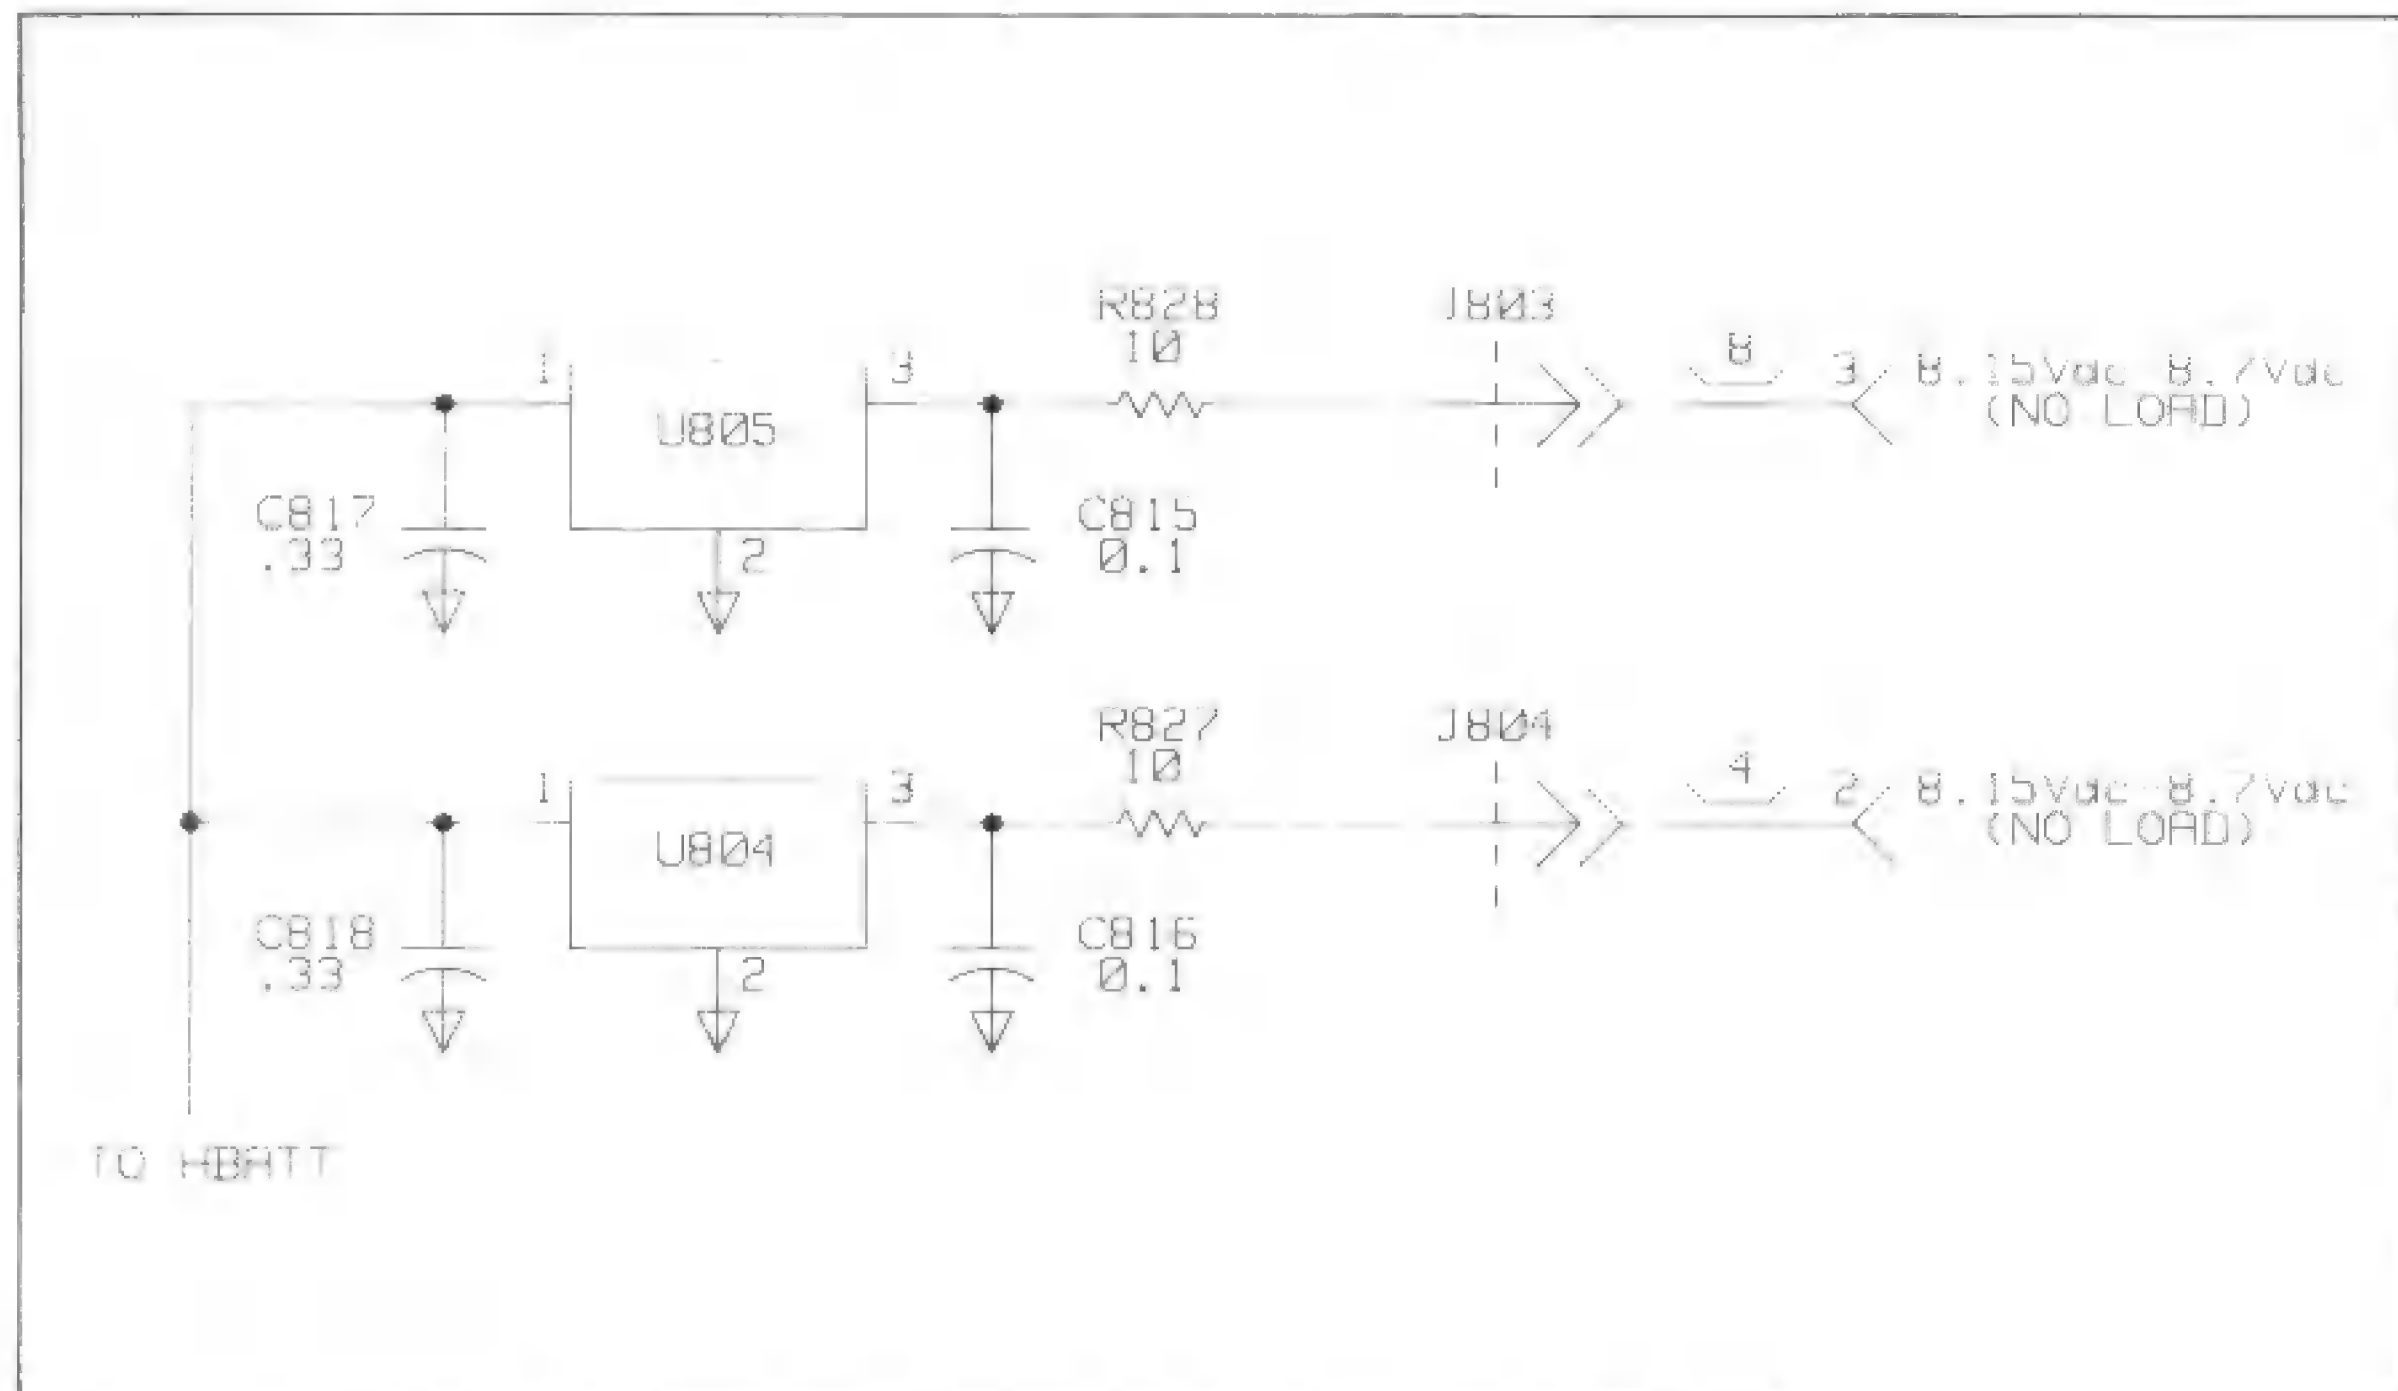 R828
10
J803
1
3
8
3
8.15Vdc-8.7Vdc
(NO LOAD)
U805
C817
.33
2
C815
0.1
R827
10
J804
1
3
4
2
8.15Vdc-8.7Vdc
(NO LOAD)
U804
C818
.33
2
C816
0.1
TO HBATT